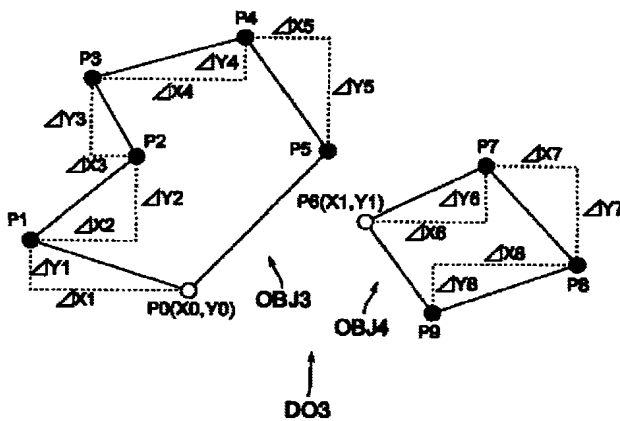 P4
⊿X5
P3
⊿Y4
⊿X4
⊿Y5
⊿Y3
P2
⊿X3
P5
P7
⊿X7
⊿Y2
P6(X1,Y1)
⊿Y6
P1
⊿X2
⊿X6
⊿Y7
⊿Y1
⊿X8
⊿X1
P8
P0(X0,Y0)
OBJ3
⊿Y8
OBJ4
P9
DO3